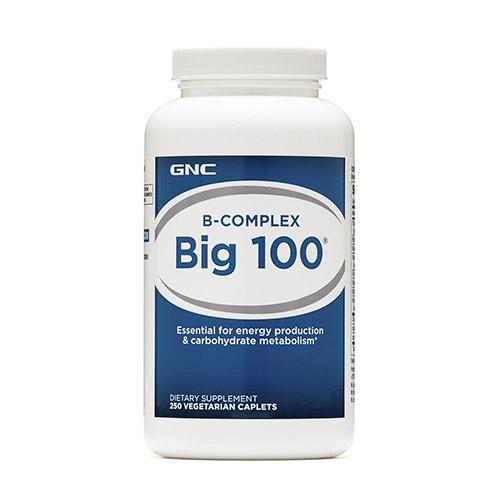 GNC
B-COMPLEX
Big 100®
Essential for energy production
& carbohydrate metabolism*
DIETARY SUPPLEMENT
250 VEGETARIAN CAPLETS